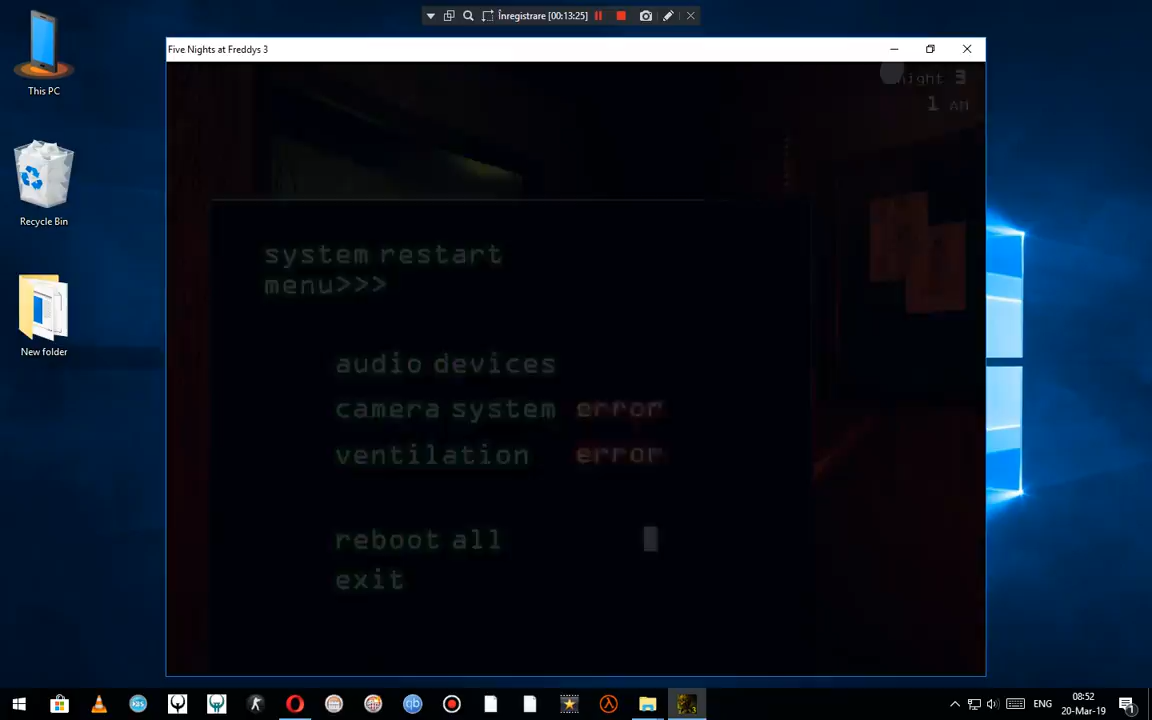 Înregistrare [00:13:25]
Five Nights at Freddys 3
This PC
Recycle Bin
New folder
night 3
1 AM
system restart
menu>>>
audio devices
camera system error
ventilation error
reboot all
exit
ENG
08:52
20-Mar-19